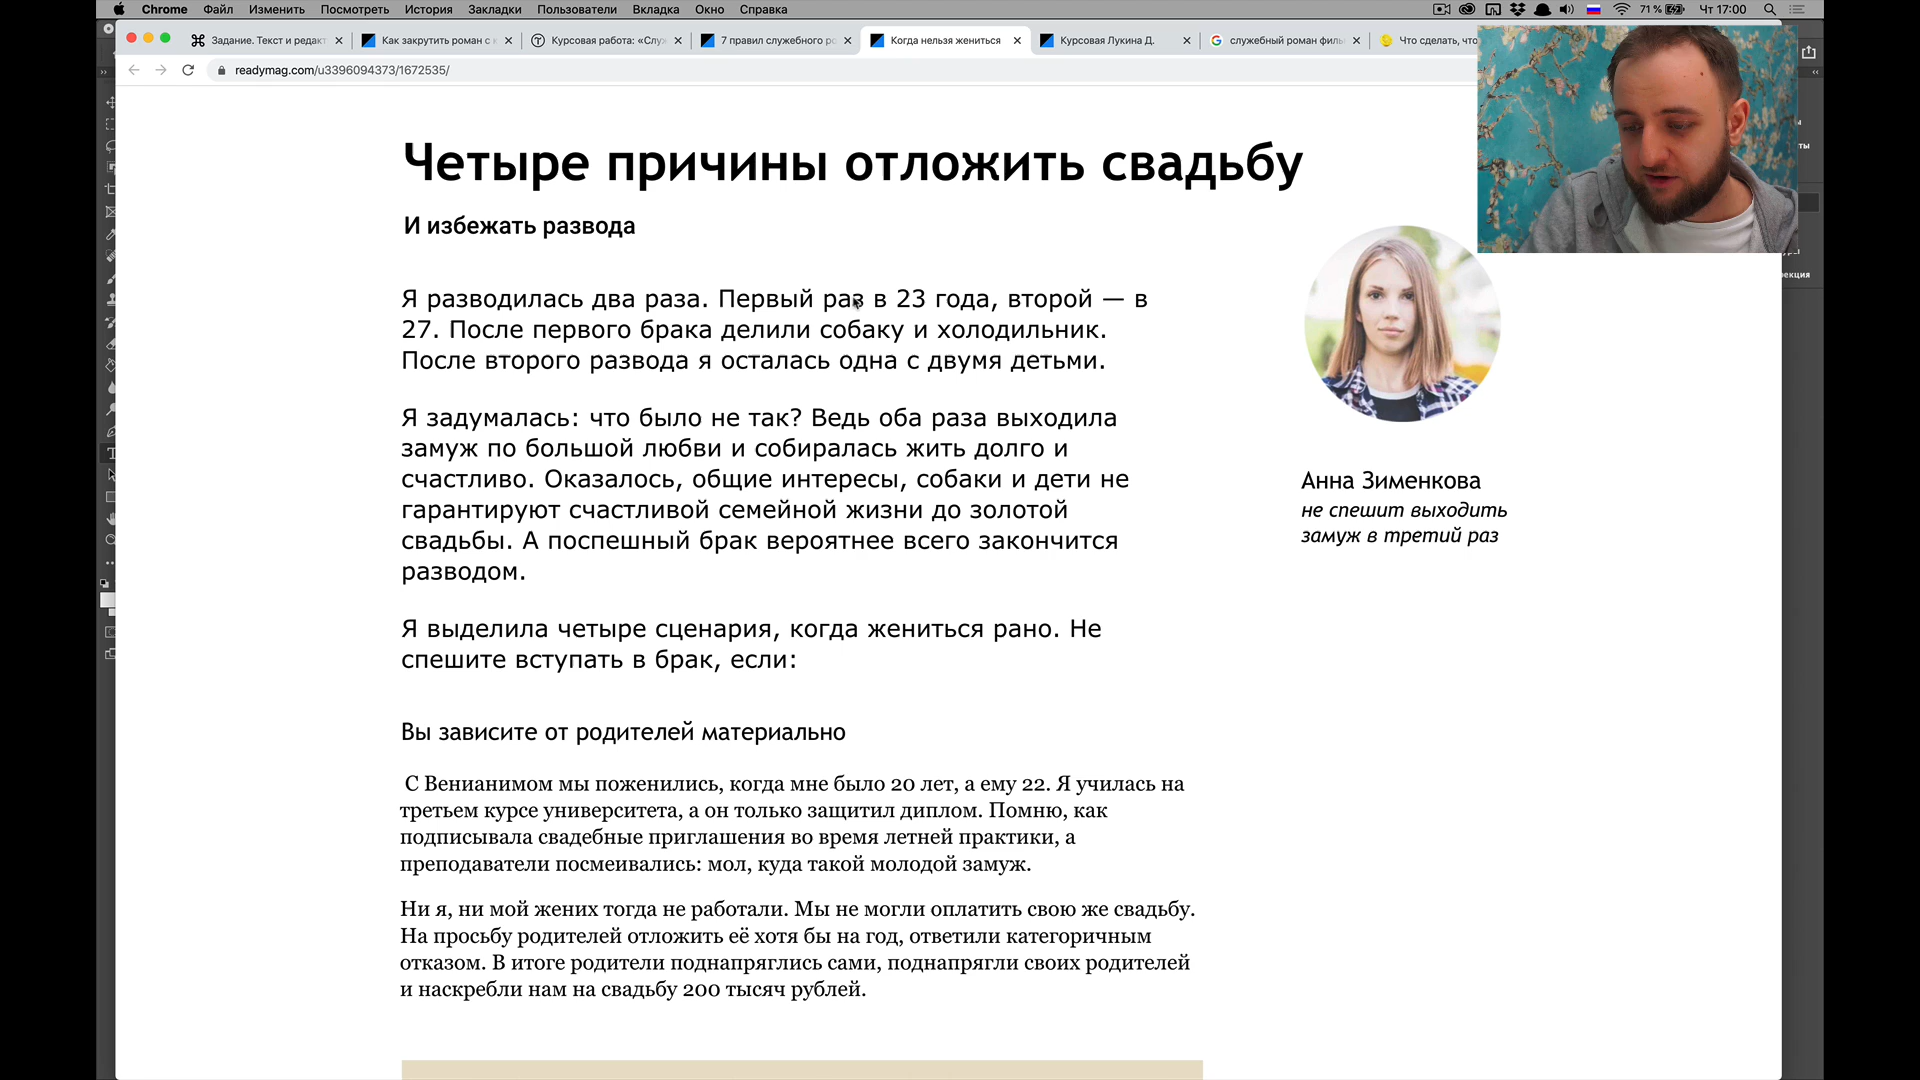 Chrome Файл Изменить Посмотреть История Закладки Пользователи Вкладка Окно Справка 71 % Чт 17:00
Задание. Текст и редакт Как закрутить роман с к Курсовая работа: «Слу 7 правил служебного ро Когда нельзя жениться Курсовая Лукина Д. служебный роман филь Что сделать, что
readymag.com/u3396094373/1672535/
Четыре причины отложить свадьбу
И избежать развода
Я разводилась два раза. Первый раз в 23 года, второй — в
27. После первого брака делили собаку и холодильник.
После второго развода я осталась одна с двумя детьми.
Я задумалась: что было не так? Ведь оба раза выходила
замуж по большой любви и собиралась жить долго и
счастливо. Оказалось, общие интересы, собаки и дети не
гарантируют счастливой семейной жизни до золотой
свадьбы. А поспешный брак вероятнее всего закончится
разводом.
Я выделила четыре сценария, когда жениться рано. Не
спешите вступать в брак, если:
Анна Зименкова
не спешит выходить
замуж в третий раз
Вы зависите от родителей материально
С Венианимом мы поженились, когда мне было 20 лет, а ему 22. Я училась на
третьем курсе университета, а он только защитил диплом. Помню, как
подписывала свадебные приглашения во время летней практики, а
преподаватели посмеивались: мол, куда такой молодой замуж.
Ни я, ни мой жених тогда не работали. Мы не могли оплатить свою же свадьбу.
На просьбу родителей отложить её хотя бы на год, ответили категоричным
отказом. В итоге родители поднапряглись сами, поднапрягли своих родителей
и наскребли нам на свадьбу 200 тысяч рублей.